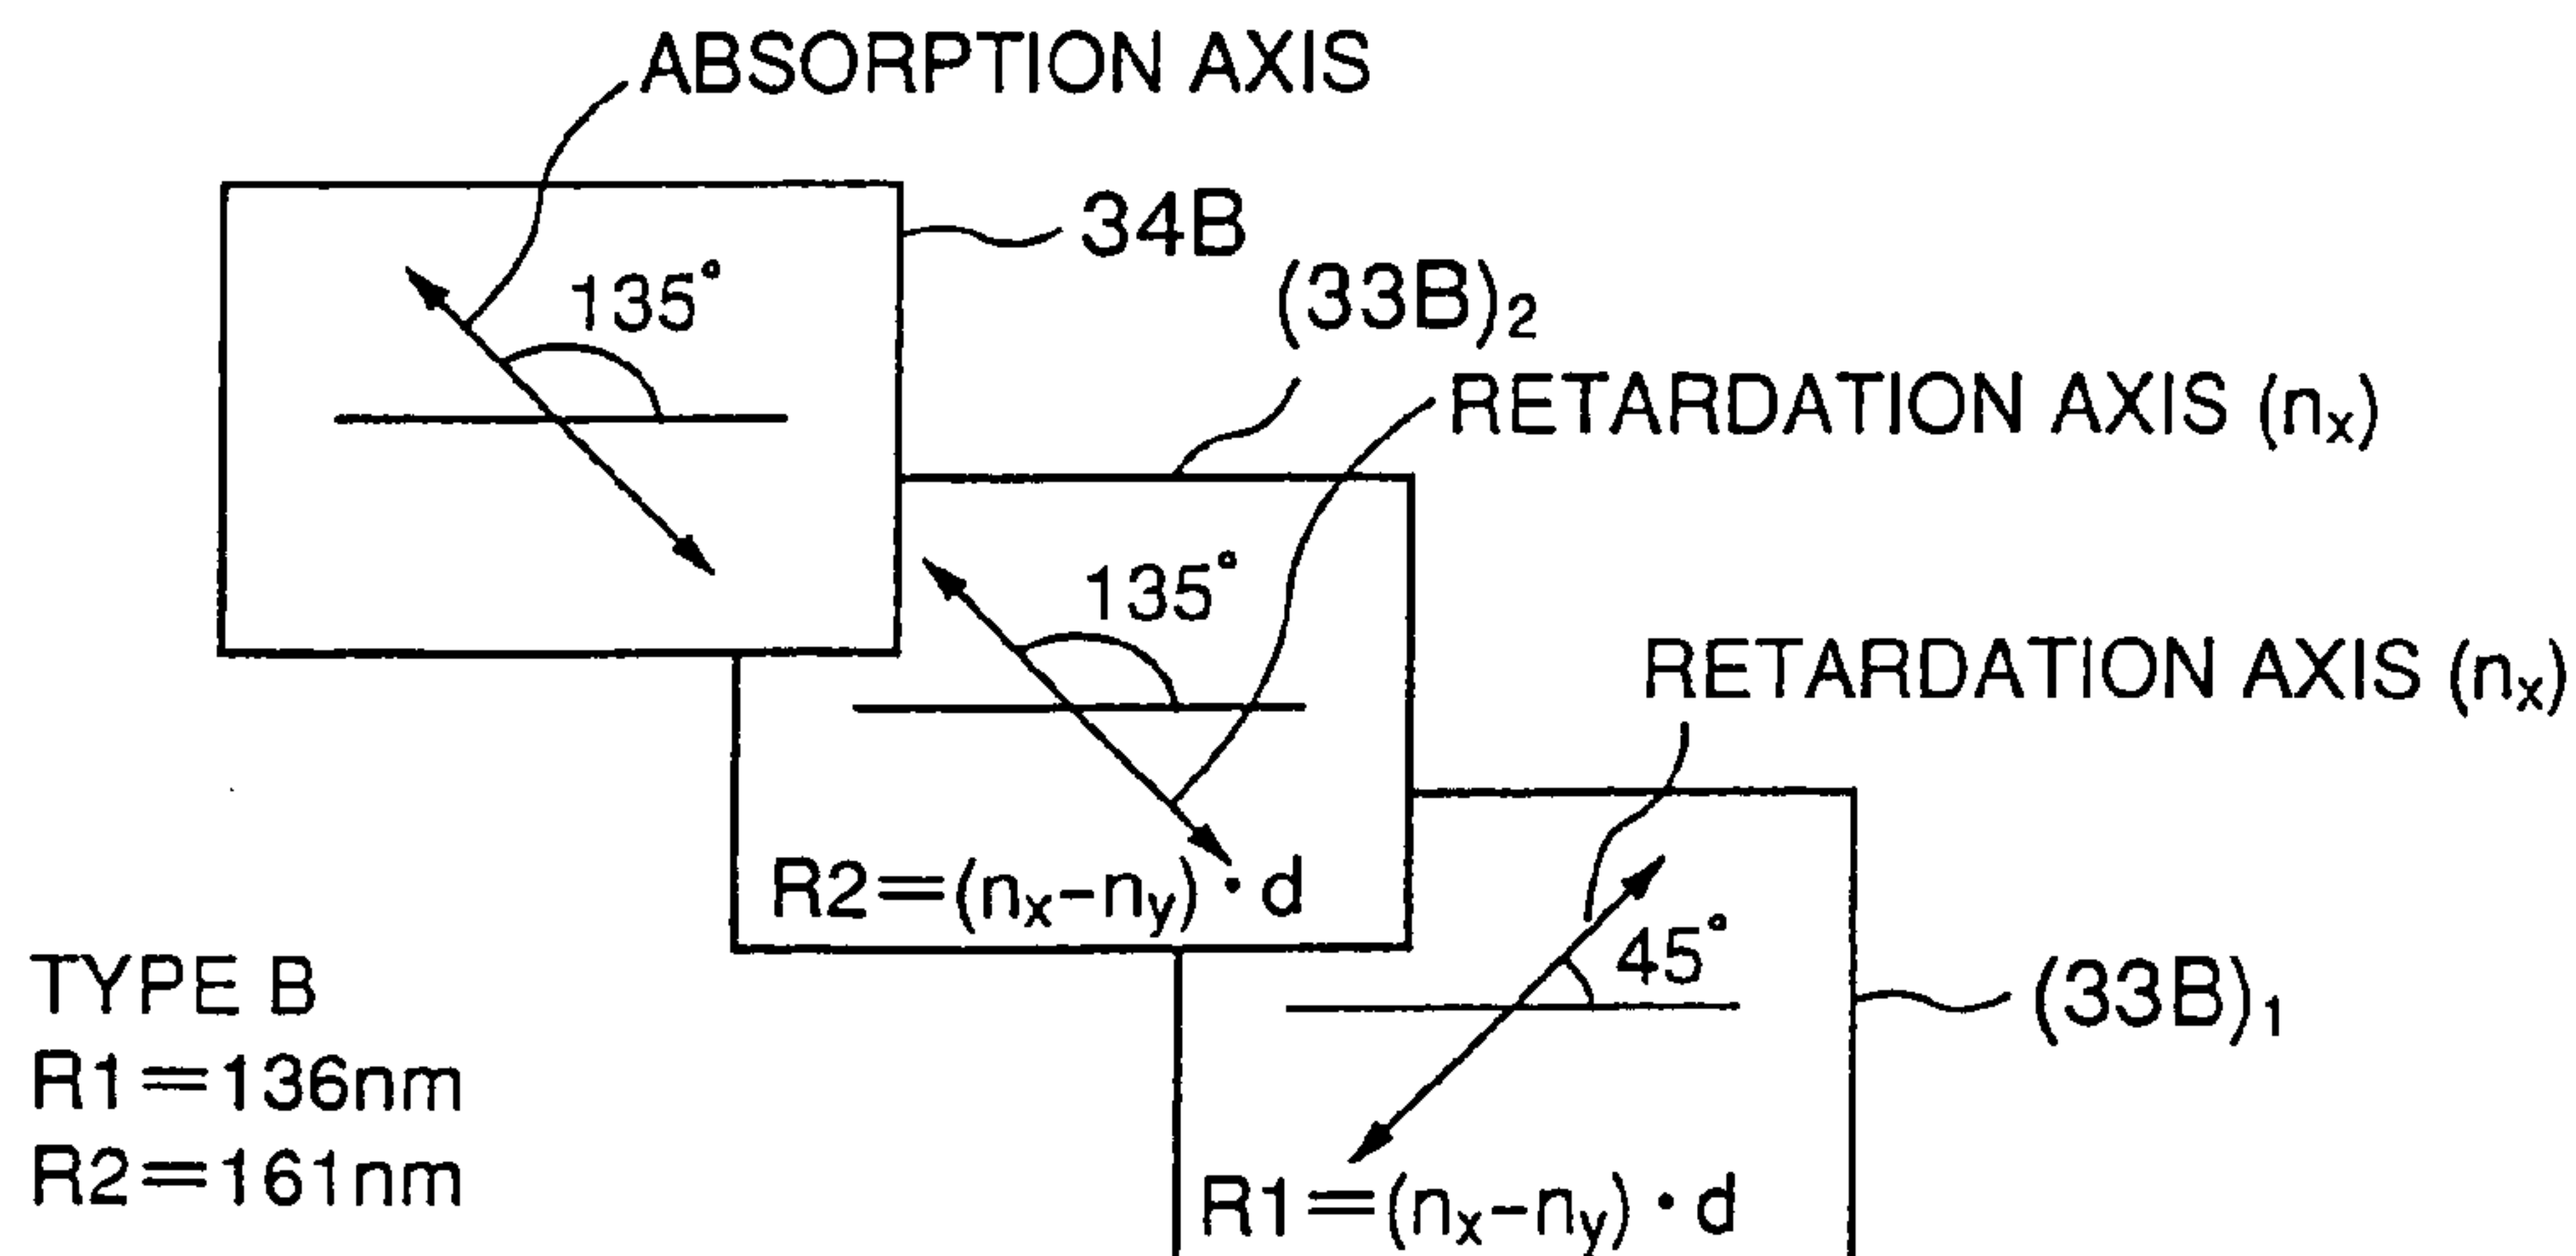 ABSORPTION AXIS
34B
135°
(33B)₂
RETARDATION AXIS (nₓ)
135°
RETARDATION AXIS (nₓ)
R2=(nₓ-nᵧ)・d
45°
(33B)₁
TYPE B
R1=136nm
R2=161nm
R1=(nₓ-nᵧ)・d